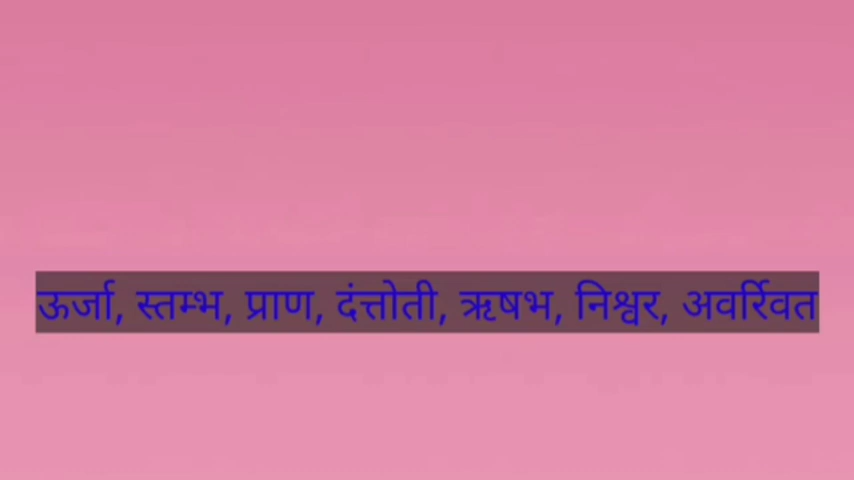 ऊर्जा, स्तम्भ, प्राण, दंत्तोती, ऋषभ, निश्वर, अवर्रिवत